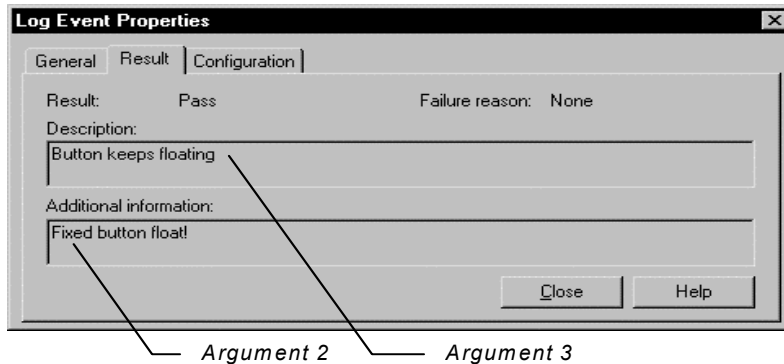 Log Event Properties
General Result Configuration
Result: Pass Failure reason: None
Description:
Button keeps floating
Additional information:
Fixed button float!
Close Help
Argument 2 Argument 3